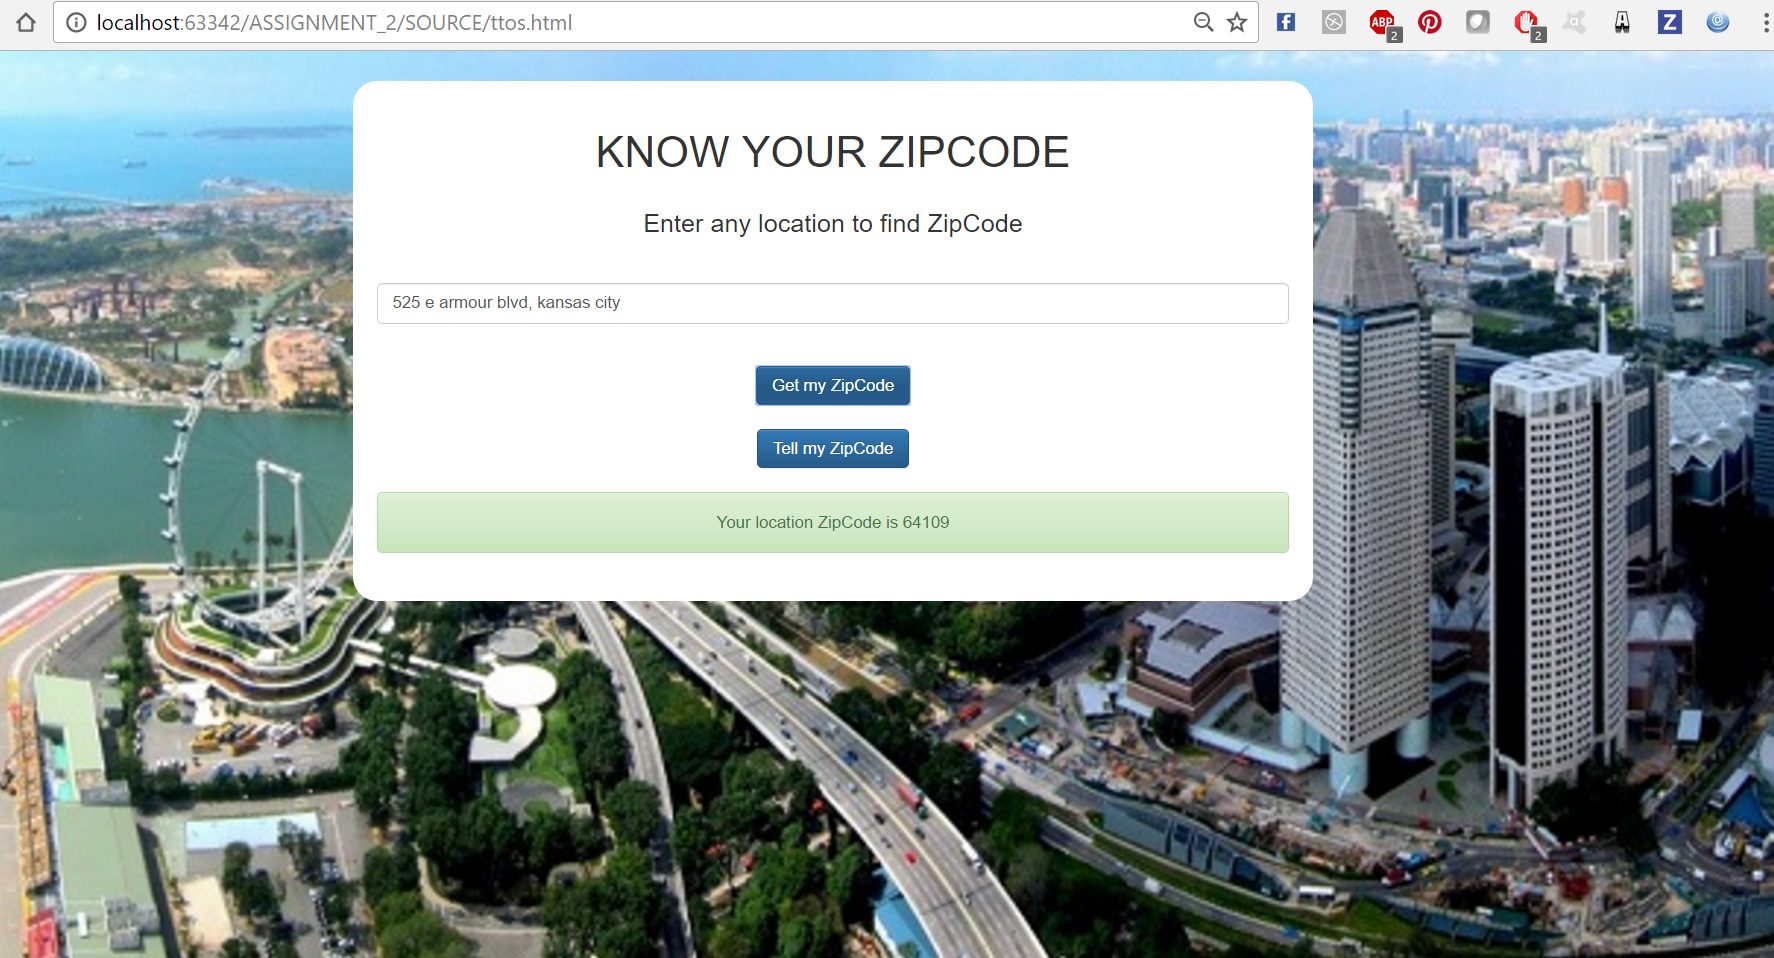 localhost:63342/ASSIGNMENT_2/SOURCE/ttos.html
ABP
2
2
a
A
Z
@
KNOW YOUR ZIPCODE
Enter any location to find ZipCode
525 e armour blvd, kansas city
Get my ZipCode
Tell my ZipCode
Your location ZipCode is 64109